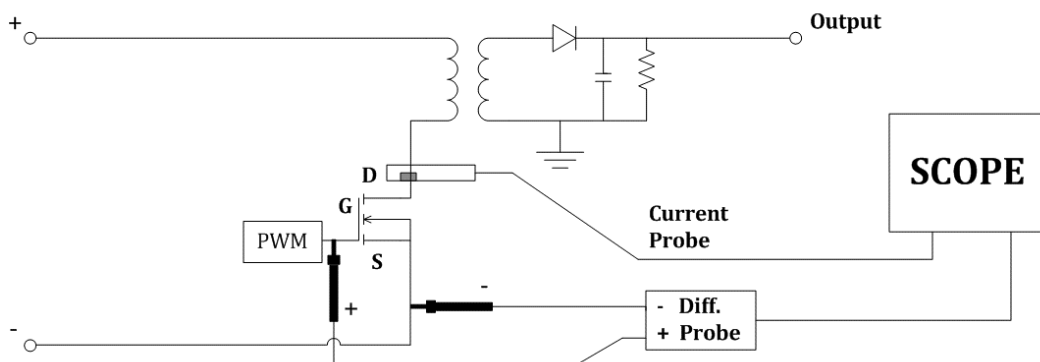 +
Output
D
SCOPE
G
Current
Probe
PWM
S
-
+
- Diff.
+ Probe
-